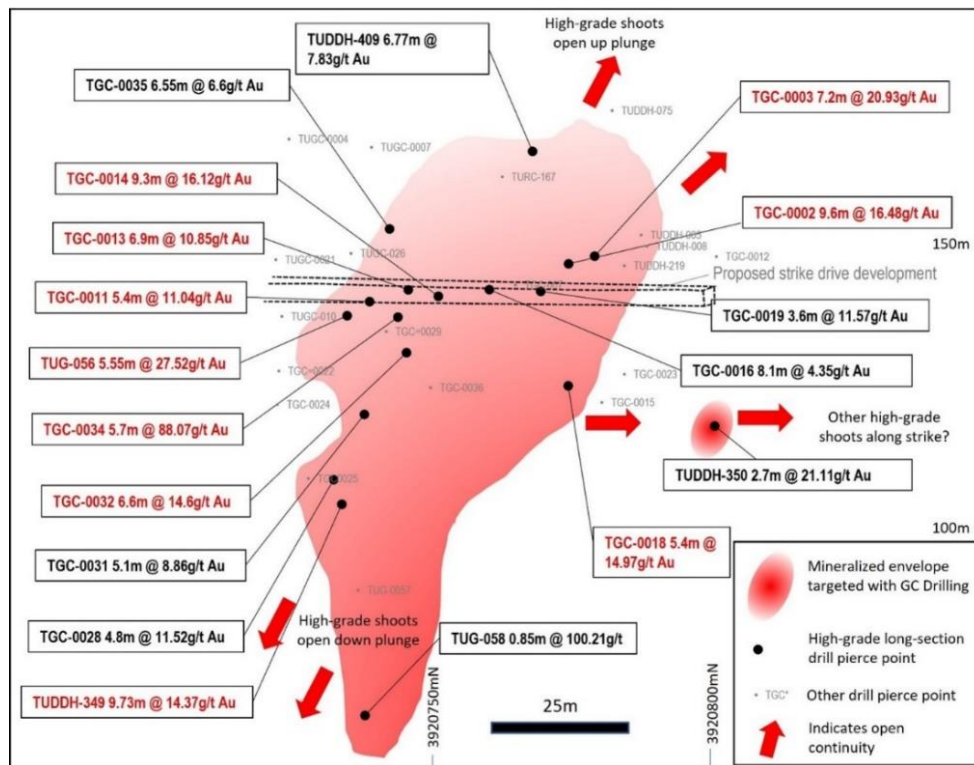 High-grade shoots
open up plunge
TUDDH-409 6.77m @
7.83g/t Au
TGC-0035 6.55m @ 6.6g/t Au
TUDDH-075
TGC-0003 7.2m @ 20.93g/t Au
TUGC-0004
TUGC-0007
TGC-0014 9.3m @ 16.12g/t Au
TURC-167
TGC-0002 9.6m @ 16.48g/t Au
TGC-0013 6.9m @ 10.85g/t Au
TUDDH-008
TUGC-026
TGC-0012
150m
TUDDH-219
Proposed strike drive development
TGC-0011 5.4m @ 11.04g/t Au
TUGC-010
TGC-0019 3.6m @ 11.57g/t Au
TGC=0029
TUG-056 5.55m @ 27.52g/t Au
TGC-0016 8.1m @ 4.35g/t Au
TGC=0022
TGC-0023
TGC-0036
TGC-0024
TGC-0015
Other high-grade
shoots along strike?
TGC-0034 5.7m @ 88.07g/t Au
TUDDH-350 2.7m @ 21.11g/t Au
TGC-0032 6.6m @ 14.6g/t Au
100m
TGC-0018 5.4m @
14.97g/t Au
TGC-0031 5.1m @ 8.86g/t Au
Mineralized envelope
targeted with GC Drilling
TUG-0057
High-grade shoots
open down plunge
TGC-0028 4.8m @ 11.52g/t Au
TUG-058 0.85m @ 100.21g/t
High-grade long-section
drill pierce point
TUDDH-349 9.73m @ 14.37g/t Au
TGC* Other drill pierce point
3920750mN
25m
3920800mN
Indicates open
continuity